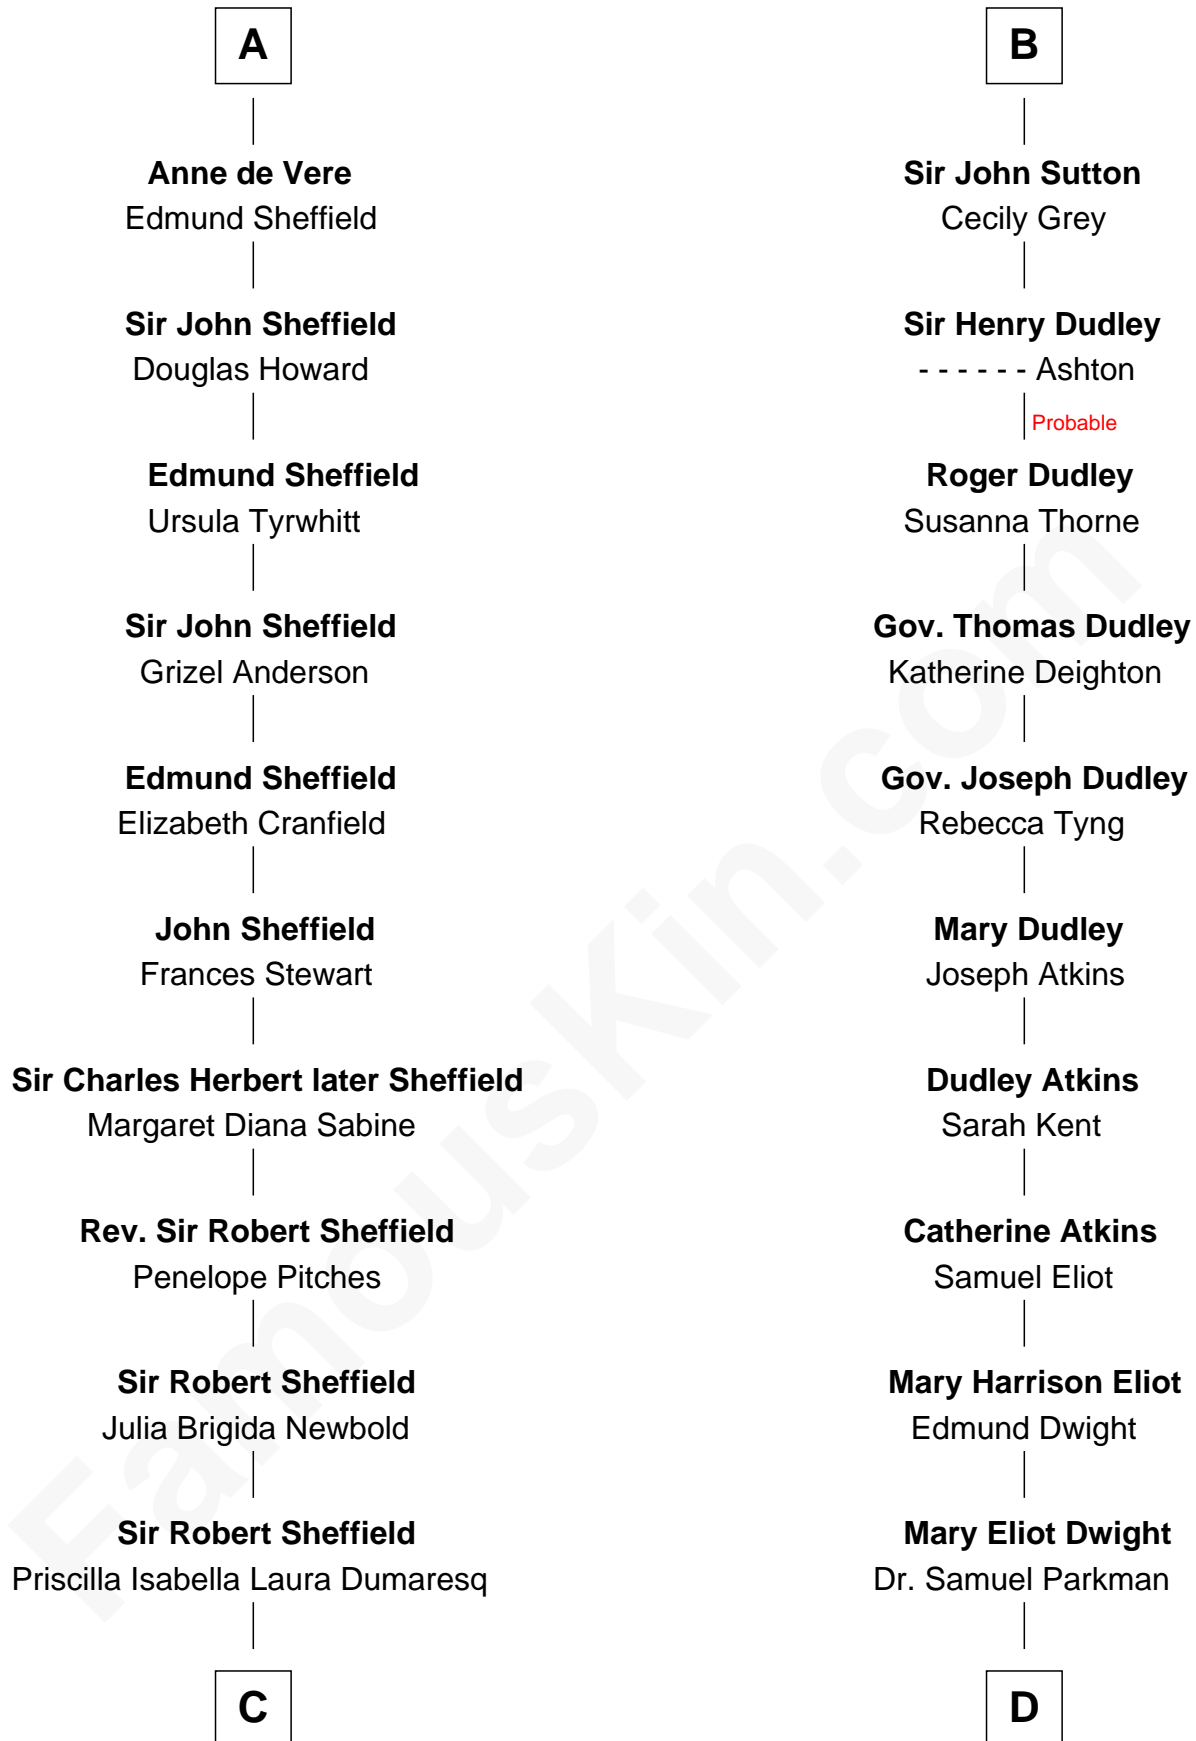 A
Anne de Vere
Edmund Sheffield
Sir John Sheffield
Douglas Howard
Edmund Sheffield
Ursula Tyrwhitt
Sir John Sheffield
Grizel Anderson
Edmund Sheffield
Elizabeth Cranfield
John Sheffield
Frances Stewart
Sir Charles Herbert later Sheffield
Margaret Diana Sabine
Rev. Sir Robert Sheffield
Penelope Pitches
Sir Robert Sheffield
Julia Brigida Newbold
Sir Robert Sheffield
Priscilla Isabella Laura Dumaresq
C
B
Sir John Sutton
Cecily Grey
Sir Henry Dudley
- - - - - - Ashton
Probable
Roger Dudley
Susanna Thorne
Gov. Thomas Dudley
Katherine Deighton
Gov. Joseph Dudley
Rebecca Tyng
Mary Dudley
Joseph Atkins
Dudley Atkins
Sarah Kent
Catherine Atkins
Samuel Eliot
Mary Harrison Eliot
Edmund Dwight
Mary Eliot Dwight
Dr. Samuel Parkman
D
FamousKin.com